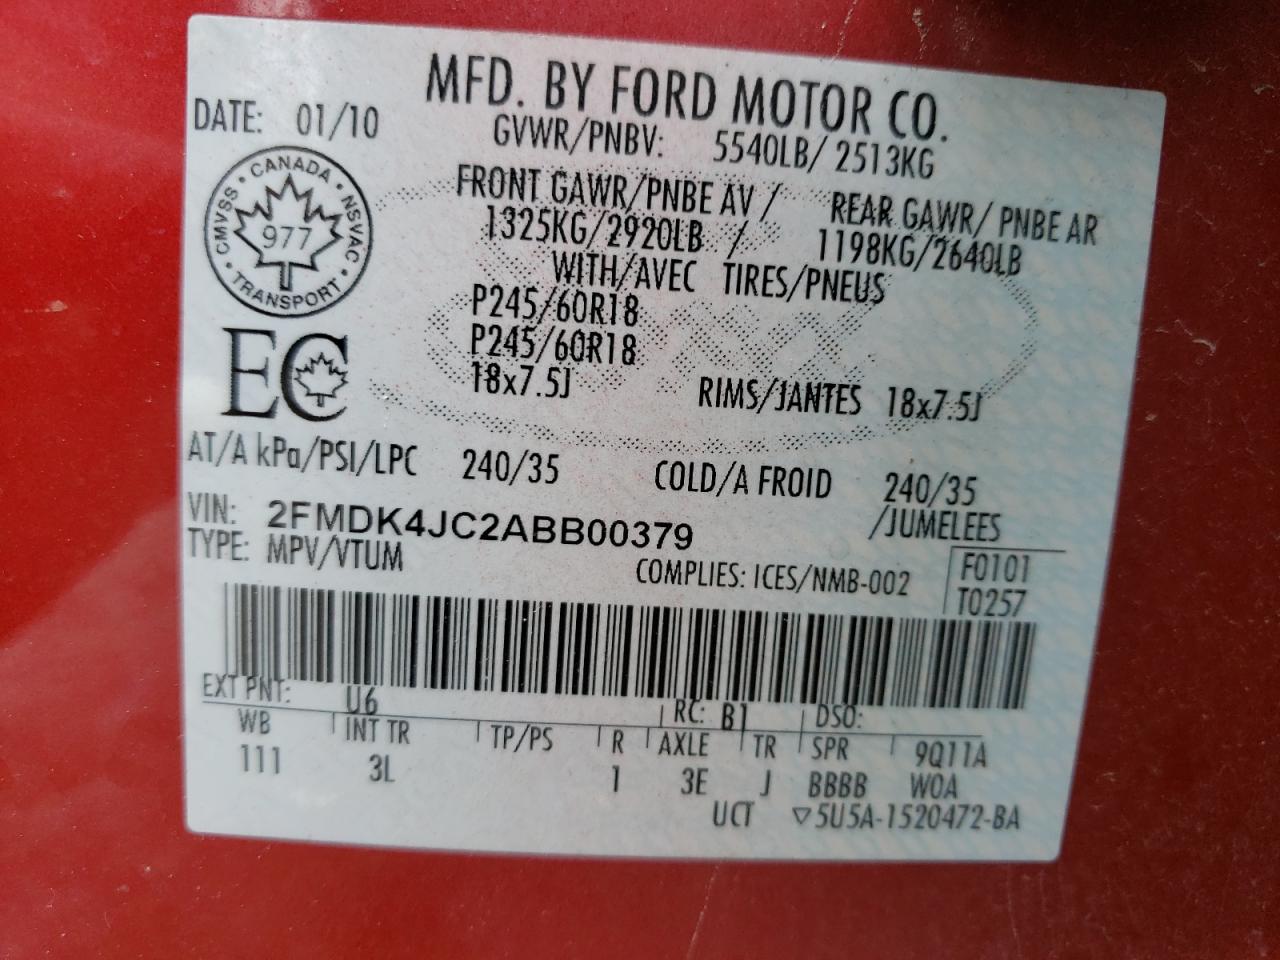 MFD. BY FORD MOTOR CO.
DATE: 01/10
GVWR/PNBV: 5540LB/ 2513KG
FRONT GAWR/PNBE AV / REAR GAWR/ PNBE AR
1325KG/2920LB / 1198KG/2640LB
WITH/AVEC TIRES/PNEUS
P245/60R18
P245/60R18
18x7.5J RIMS/JANTES 18x7.5J
CANADA
CMVSS 977 NSVAC
TRANSPORT
EC
AT/A kPa/PSI/LPC 240/35 COLD/A FROID 240/35
VIN: 2FMDK4JC2ABB00379 /JUMELEES
TYPE: MPV/VTUM
COMPLIES: ICES/NMB-002
F0101
T0257
EXT PNT: U6 RC: B1 DSO:
WB INT TR TP/PS R AXLE TR SPR 9Q11A
111 3L 1 3E J BBBB WOA
UCT ▽5U5A-1520472-BA